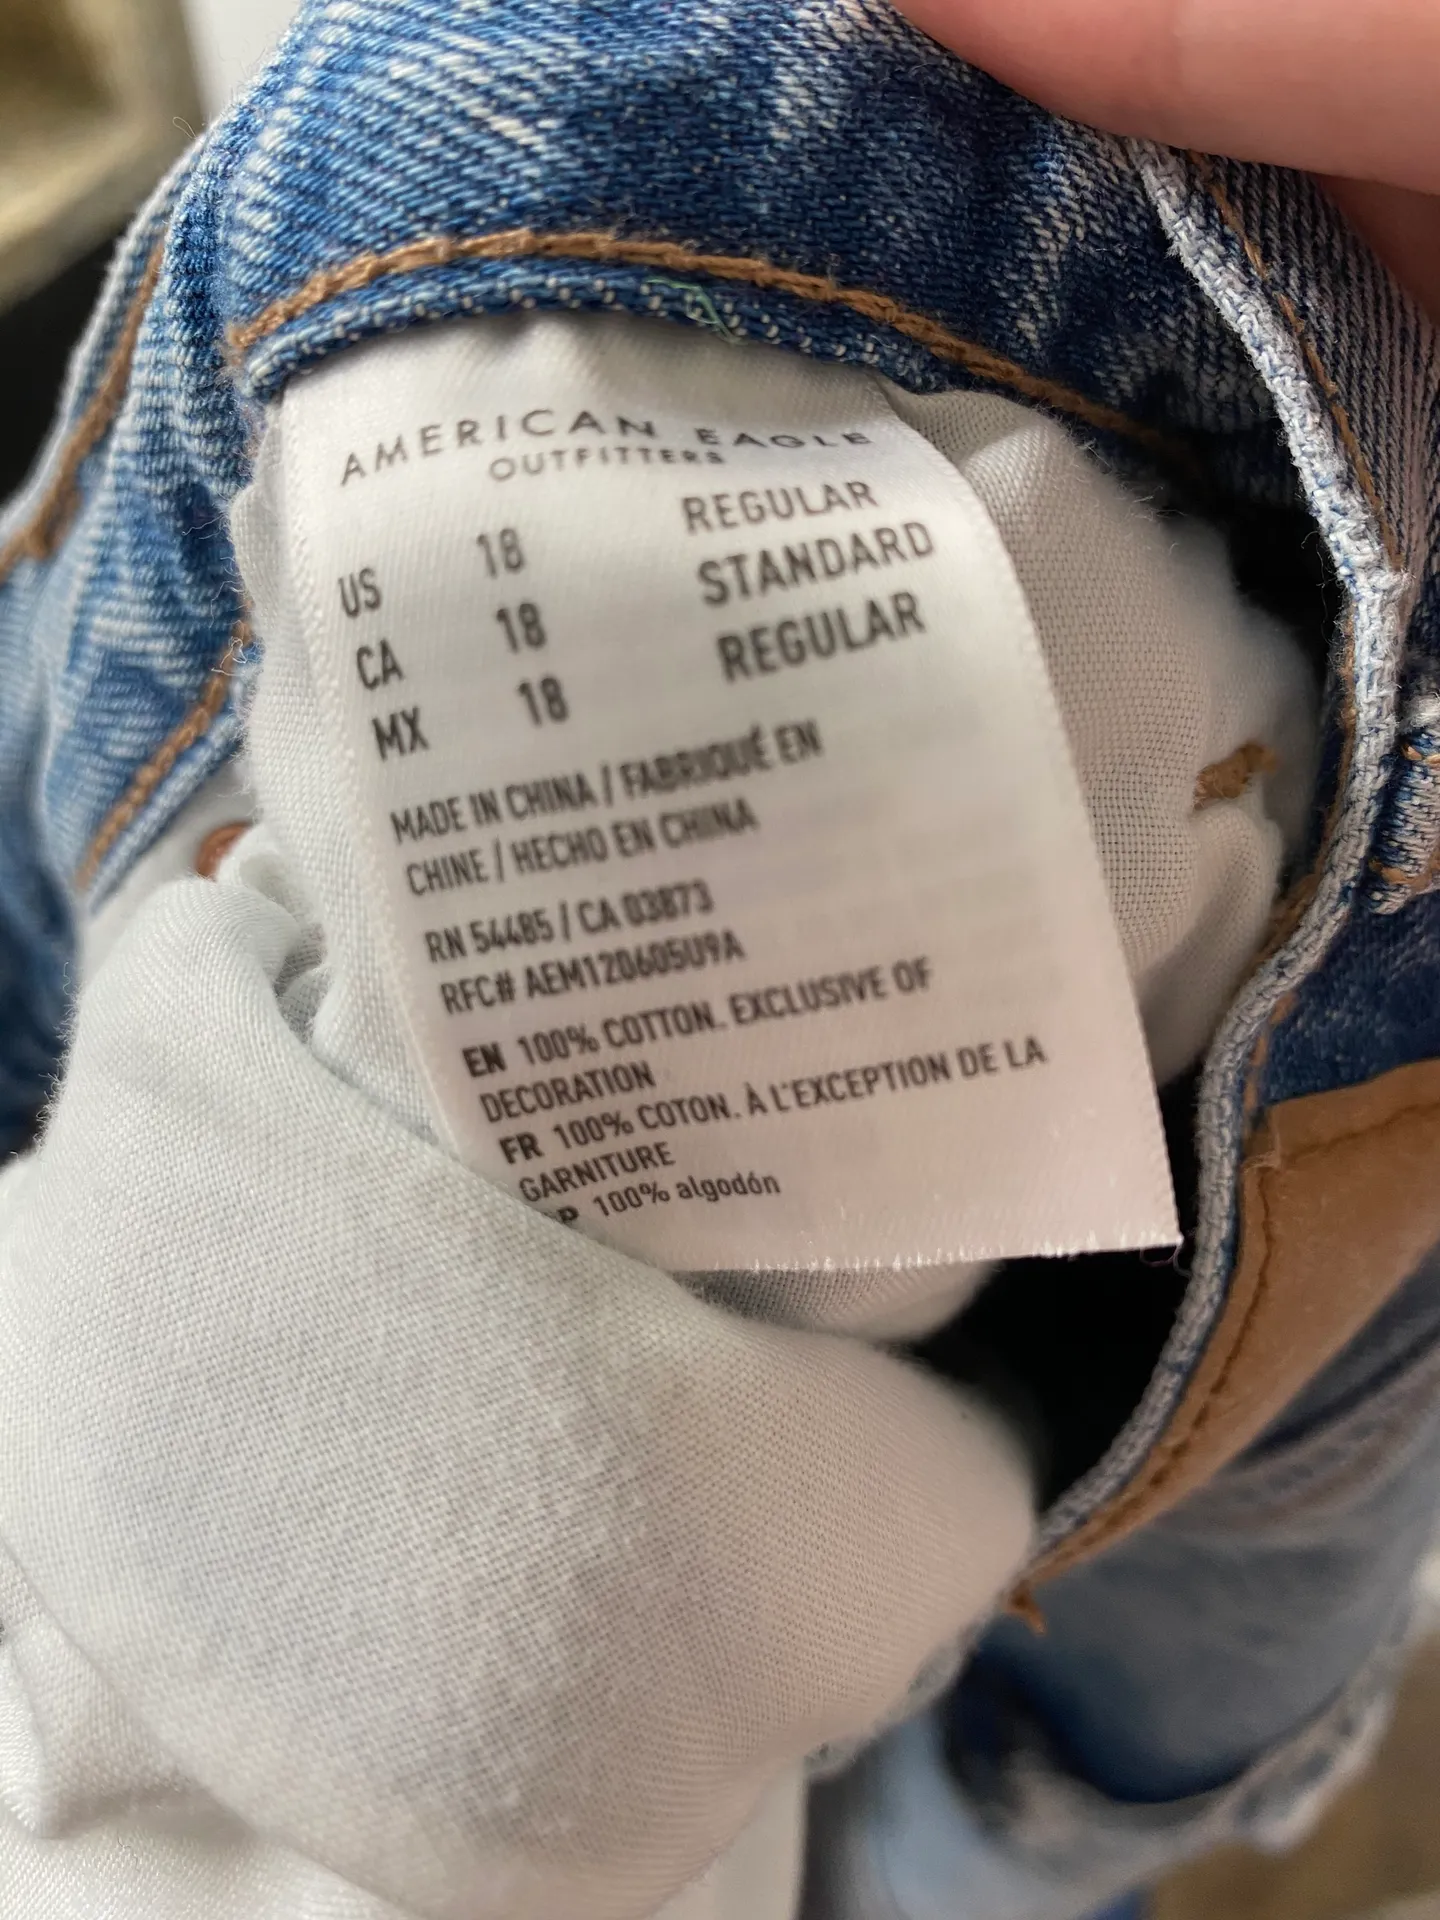 AMERICAN EAGLE
OUTFITTERS
US 18 REGULAR
CA 18 STANDARD
MX 18 REGULAR
MADE IN CHINA / FABRIQUÉ EN
CHINE / HECHO EN CHINA
RN 54485 / CA 03873
RFC# AEM120605U9A
EN 100% COTTON. EXCLUSIVE OF
DECORATION
FR 100% COTON. À L'EXCEPTION DE LA
GARNITURE
100% algodón